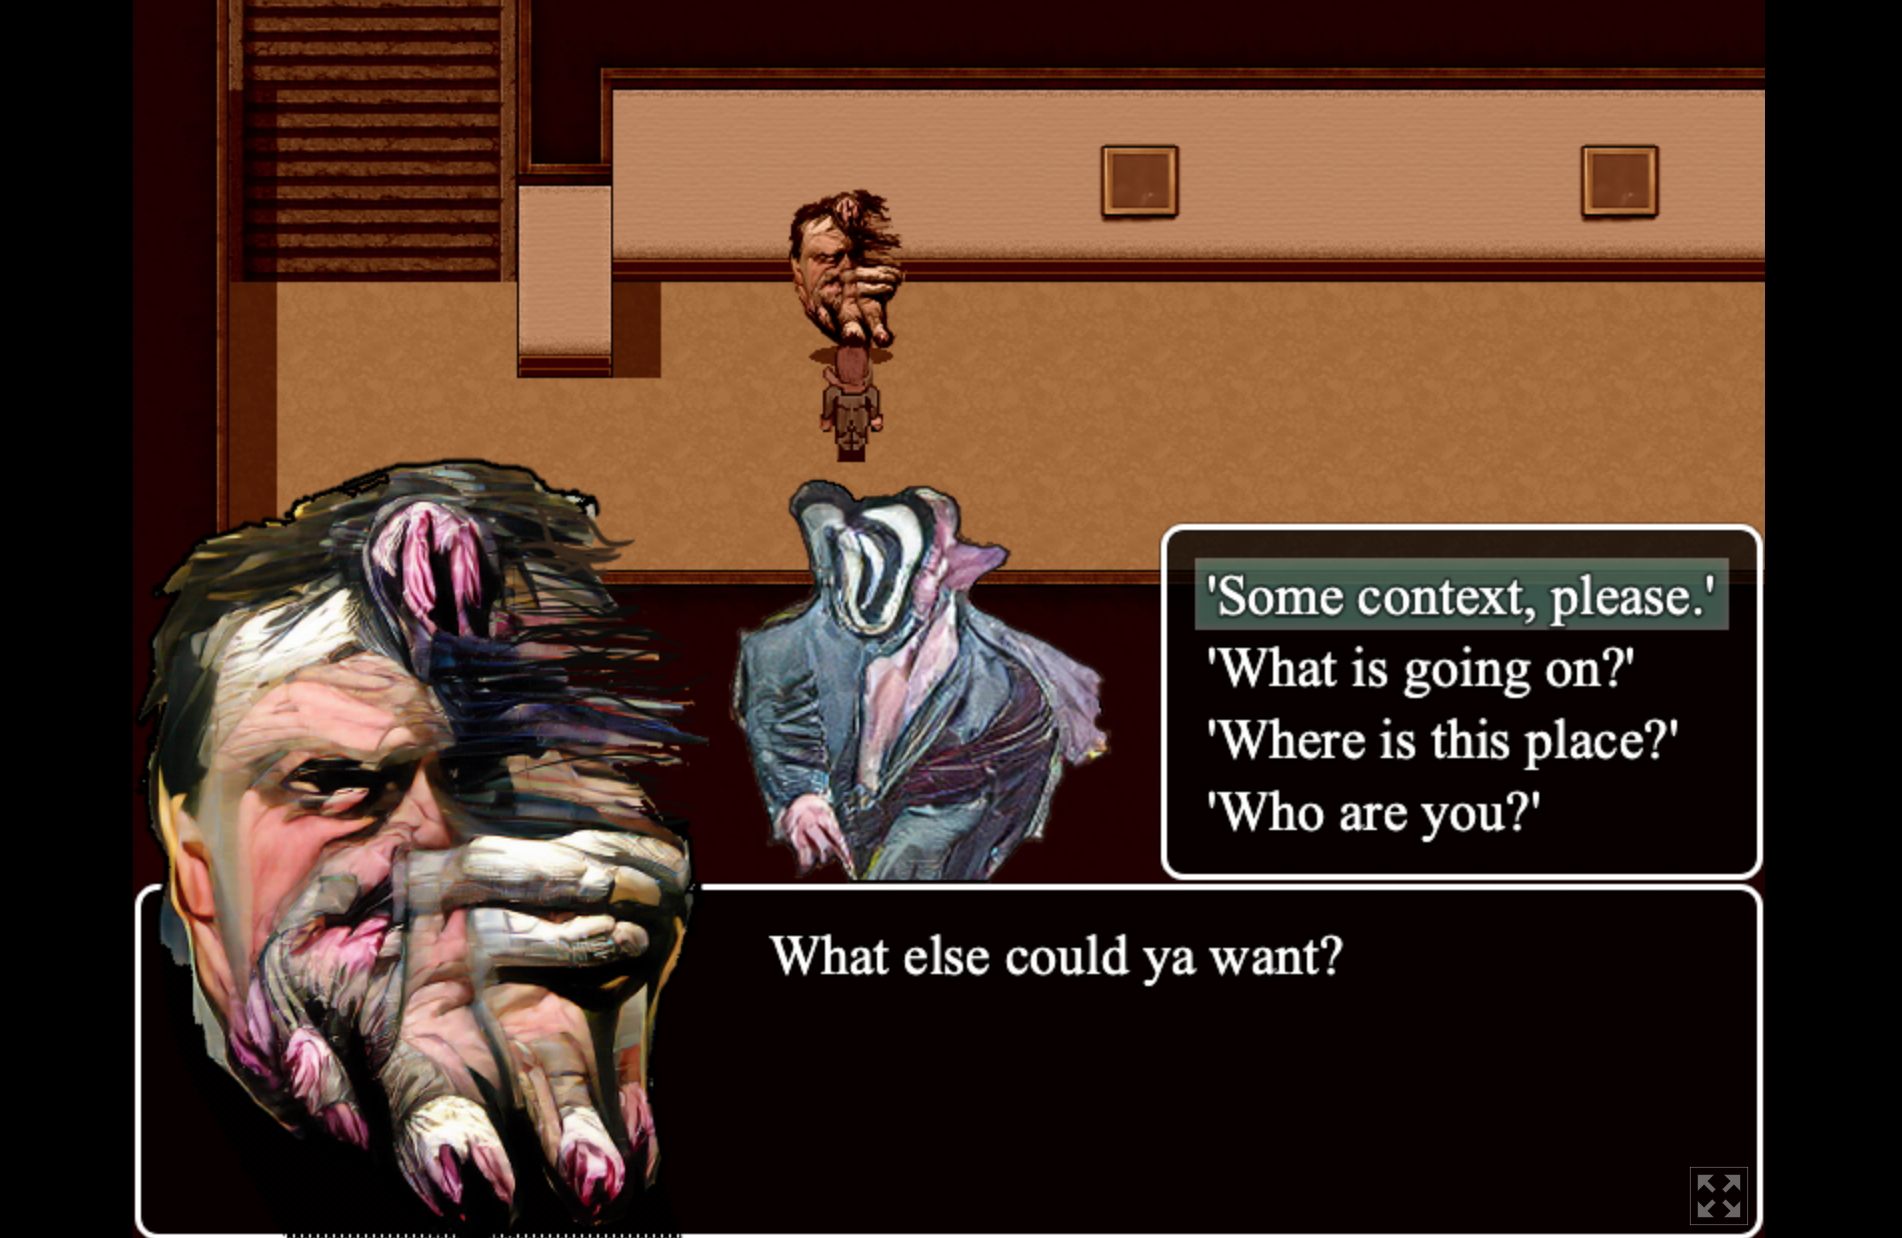 'Some context, please.'
'What is going on?'
'Where is this place?'
'Who are you?'
What else could ya want?